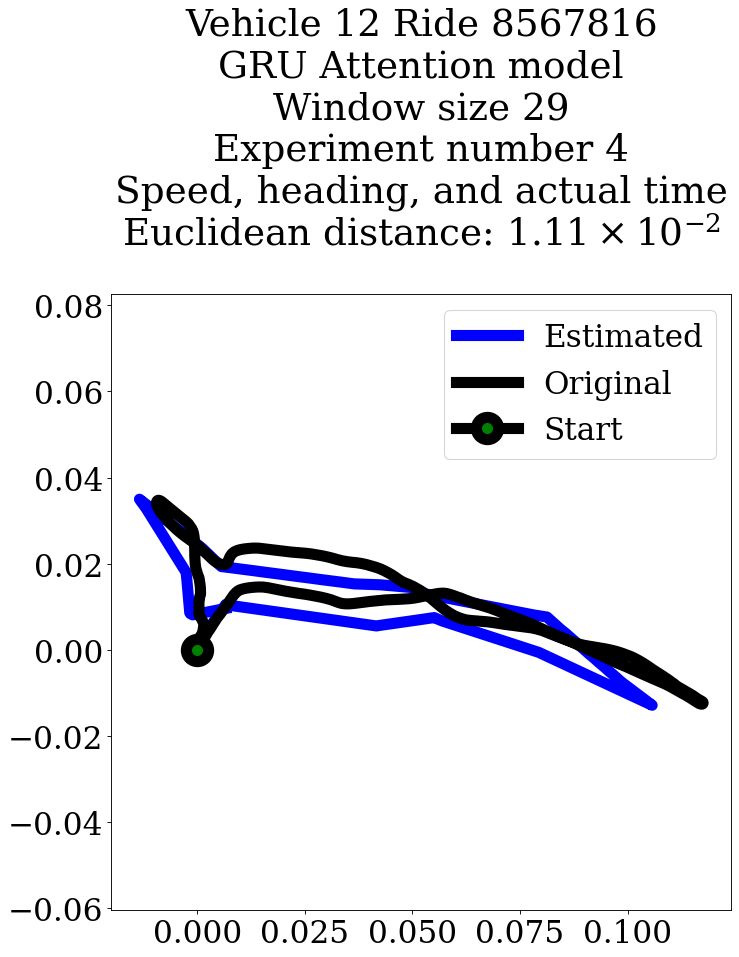 Vehicle 12 Ride 8567816
GRU Attention model
Window size 29
Experiment number 4
Speed, heading, and actual time
Euclidean distance: 1.11 × 10⁻²
Estimated
Original
Start
0.08
0.06
0.04
0.02
0.00
−0.02
−0.04
−0.06
0.000 0.025 0.050 0.075 0.100